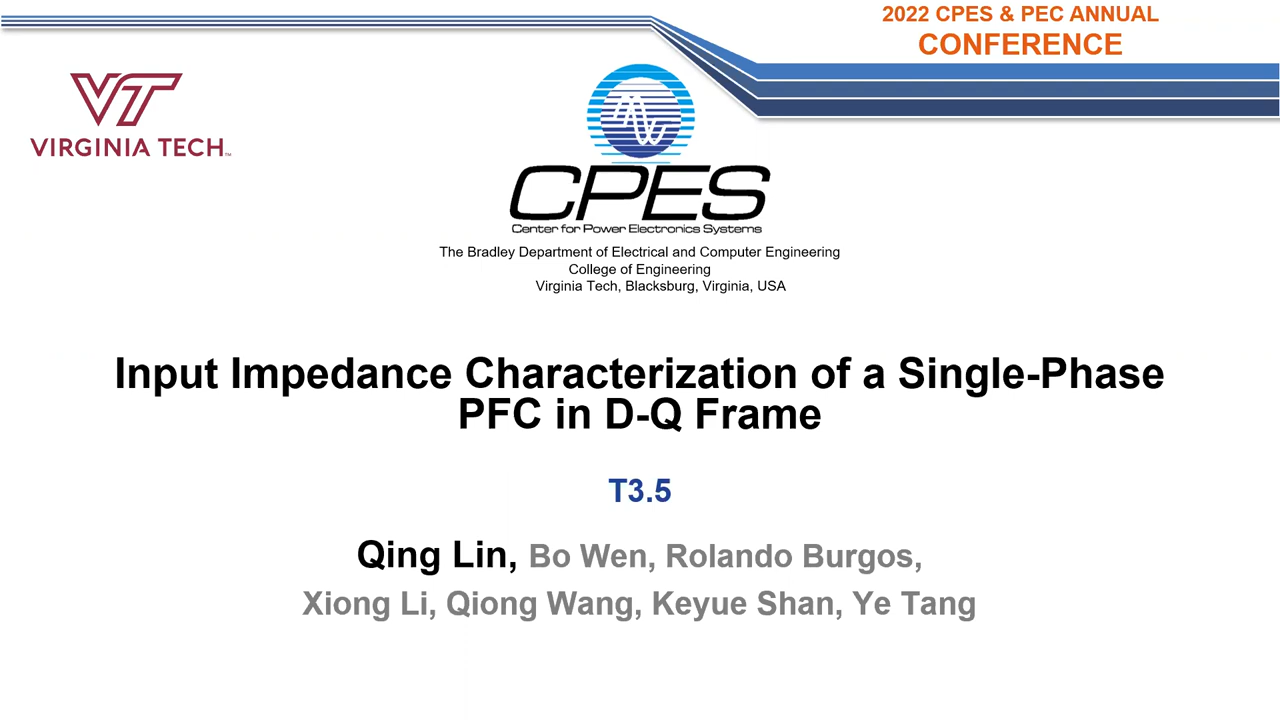 2022 CPES & PEC ANNUAL
CONFERENCE
VT
VIRGINIA TECH™
CPES
Center for Power Electronics Systems
The Bradley Department of Electrical and Computer Engineering
College of Engineering
Virginia Tech, Blacksburg, Virginia, USA
Input Impedance Characterization of a Single-Phase
PFC in D-Q Frame
T3.5
Qing Lin, Bo Wen, Rolando Burgos,
Xiong Li, Qiong Wang, Keyue Shan, Ye Tang